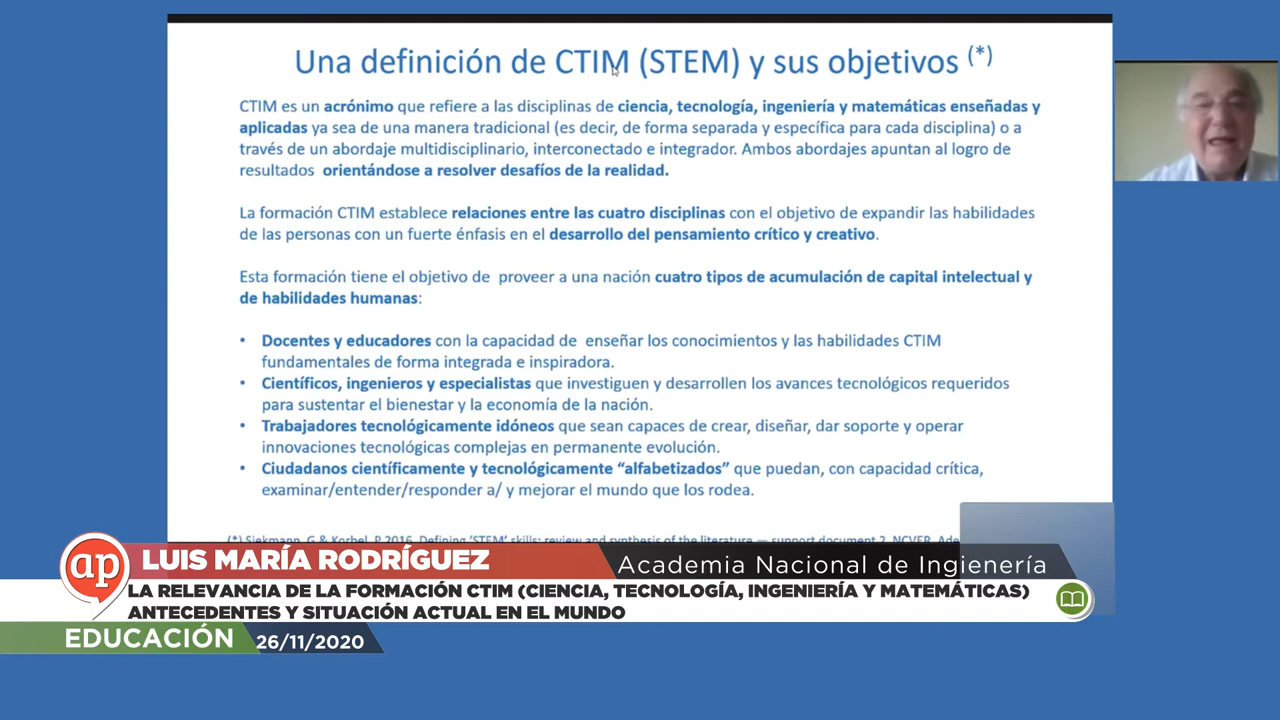 Una definición de CTIM (STEM) y sus objetivos (*)
CTIM es un acrónimo que refiere a las disciplinas de ciencia, tecnología, ingeniería y matemáticas enseñadas y
aplicadas ya sea de una manera tradicional (es decir, de forma separada y específica para cada disciplina) o a
través de un abordaje multidisciplinario, interconectado e integrador. Ambos abordajes apuntan al logro de
resultados orientándose a resolver desafíos de la realidad.
La formación CTIM establece relaciones entre las cuatro disciplinas con el objetivo de expandir las habilidades
de las personas con un fuerte énfasis en el desarrollo del pensamiento crítico y creativo.
Esta formación tiene el objetivo de proveer a una nación cuatro tipos de acumulación de capital intelectual y
de habilidades humanas:
• Docentes y educadores con la capacidad de enseñar los conocimientos y las habilidades CTIM
fundamentales de forma integrada e inspiradora.
• Científicos, ingenieros y especialistas que investiguen y desarrollen los avances tecnológicos requeridos
para sustentar el bienestar y la economía de la nación.
• Trabajadores tecnológicamente idóneos que sean capaces de crear, diseñar, dar soporte y operar
innovaciones tecnológicas complejas en permanente evolución.
• Ciudadanos científicamente y tecnológicamente “alfabetizados” que puedan, con capacidad crítica,
examinar/entender/responder a/ y mejorar el mundo que los rodea.
(*) Siekmann, G & Korbel, P 2016, Defining ‘STEM’ skills: review and synthesis of the literature — support document 2, NCVER,
ap
LUIS MARÍA RODRÍGUEZ
Academia Nacional de Ingienería
LA RELEVANCIA DE LA FORMACIÓN CTIM (CIENCIA, TECNOLOGÍA, INGENIERÍA Y MATEMÁTICAS)
ANTECEDENTES Y SITUACIÓN ACTUAL EN EL MUNDO
EDUCACIÓN
26/11/2020